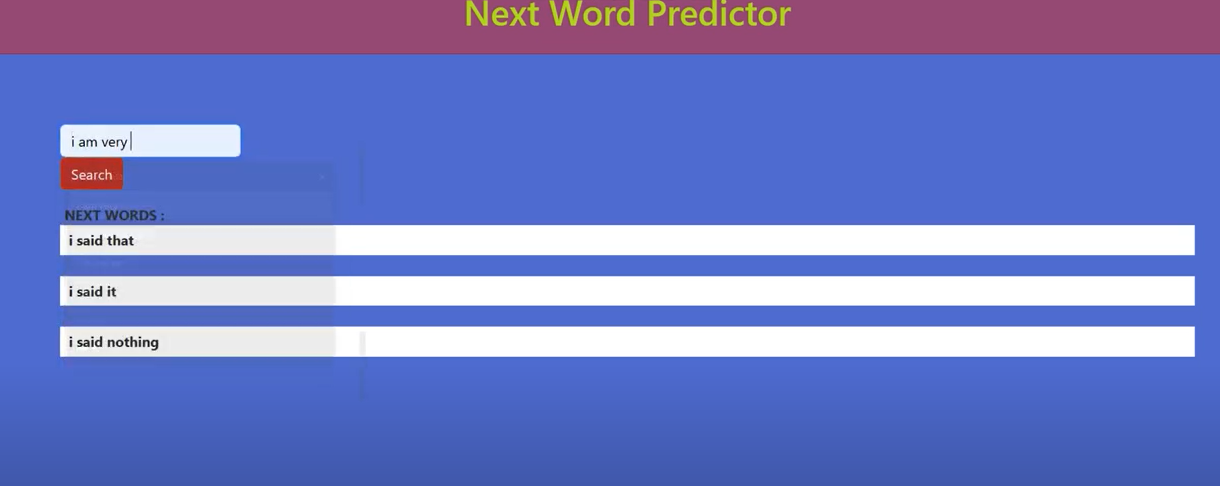 Next Word Predictor
i am very
Search
NEXT WORDS :
i said that
i said it
i said nothing